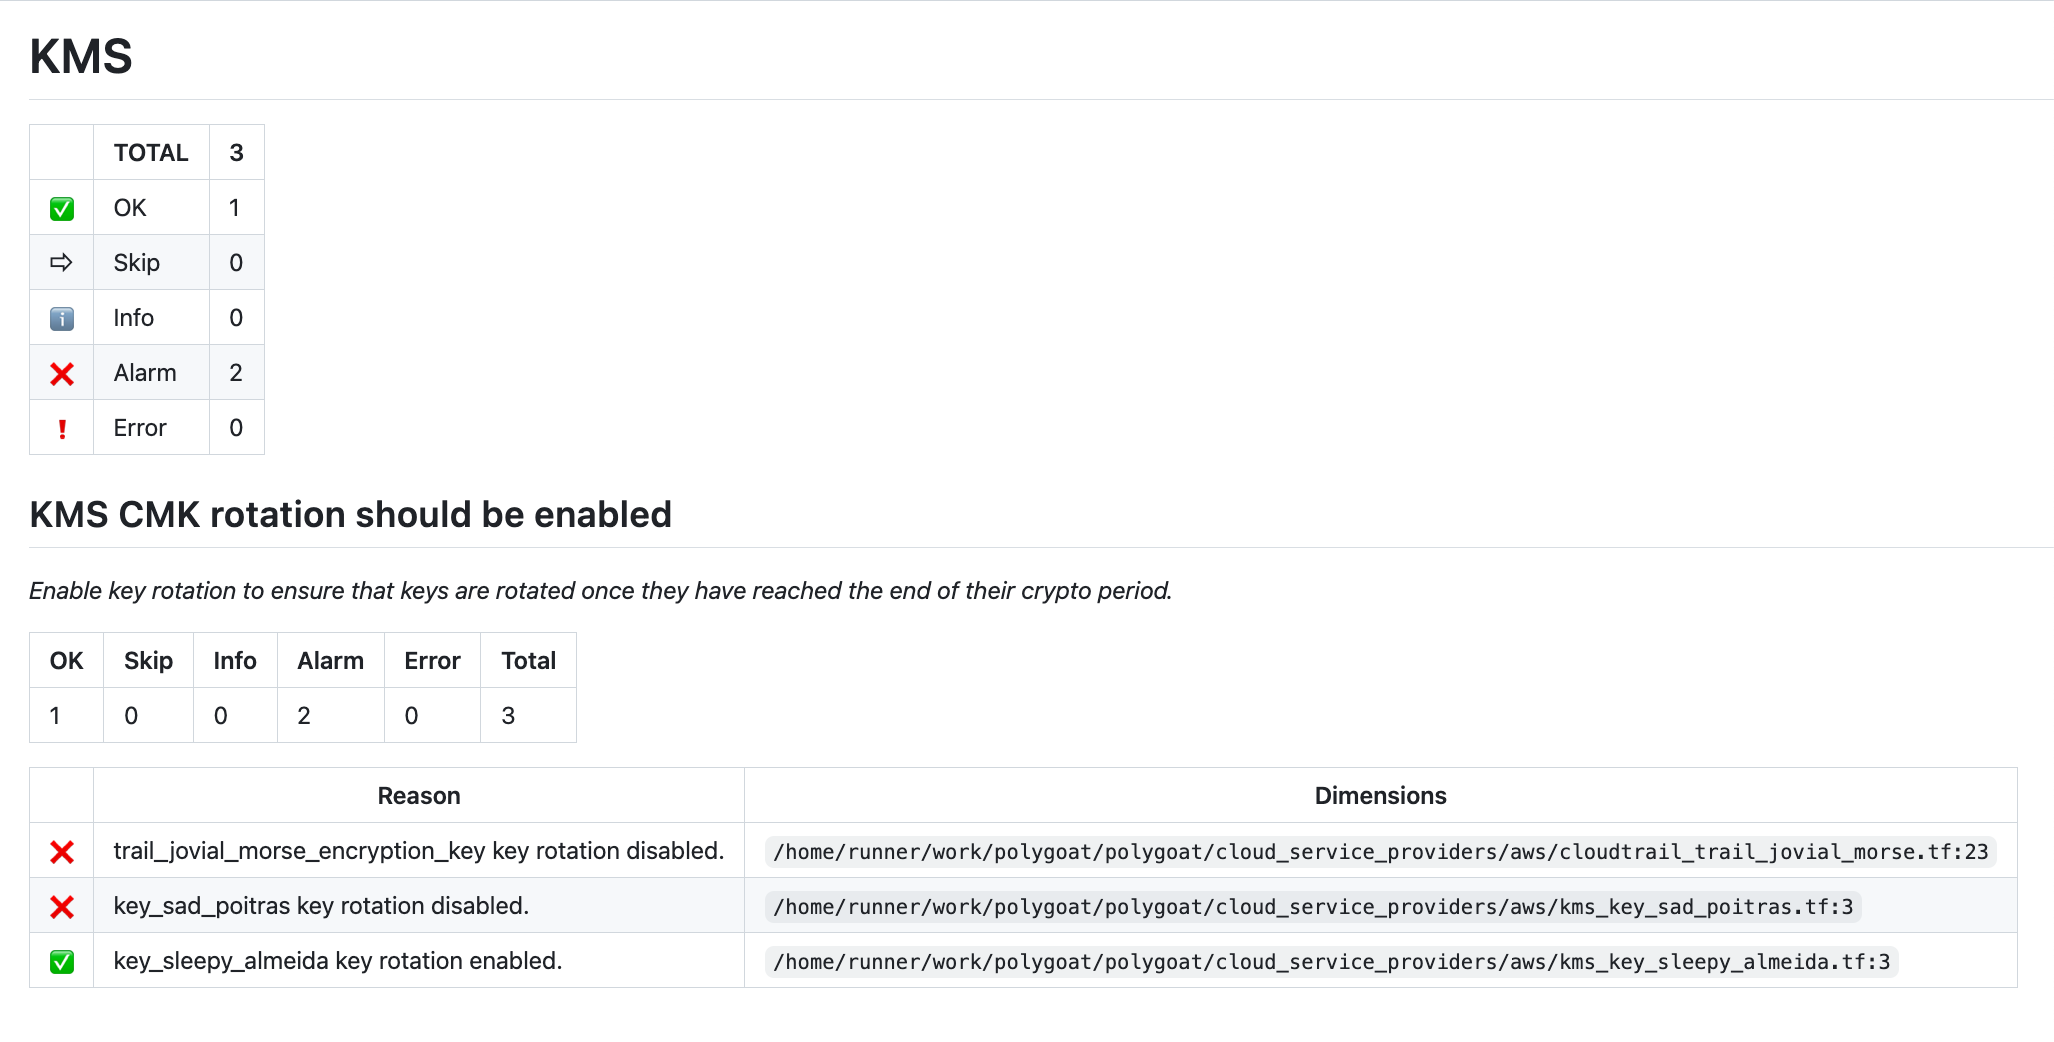 KMS
TOTAL 3
✅ OK 1
⇨ Skip 0
ℹ️ Info 0
❌ Alarm 2
❗ Error 0
KMS CMK rotation should be enabled
Enable key rotation to ensure that keys are rotated once they have reached the end of their crypto period.
OK Skip Info Alarm Error Total
1 0 0 2 0 3
Reason Dimensions
❌ trail_jovial_morse_encryption_key key rotation disabled. /home/runner/work/polygoat/polygoat/cloud_service_providers/aws/cloudtrail_trail_jovial_morse.tf:23
❌ key_sad_poitras key rotation disabled. /home/runner/work/polygoat/polygoat/cloud_service_providers/aws/kms_key_sad_poitras.tf:3
✅ key_sleepy_almeida key rotation enabled. /home/runner/work/polygoat/polygoat/cloud_service_providers/aws/kms_key_sleepy_almeida.tf:3